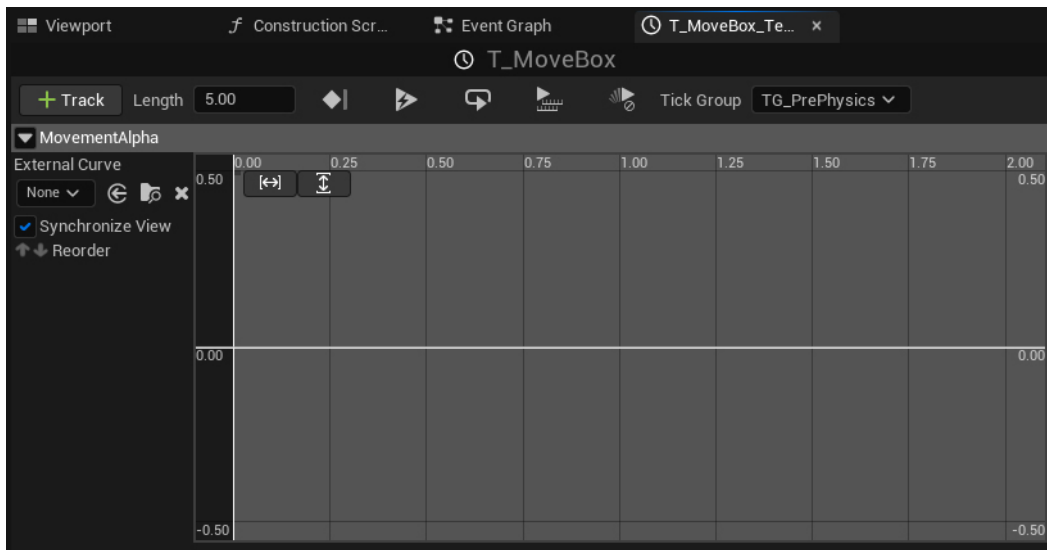 Viewport Construction Scr... Event Graph T_MoveBox_Te...
T_MoveBox
Track Length 5.00 Tick Group TG_PrePhysics
MovementAlpha
External Curve
None
Synchronize View
Reorder
0.00 0.25 0.50 0.75 1.00 1.25 1.50 1.75 2.00
0.50 0.50
0.00 0.00
-0.50 -0.50